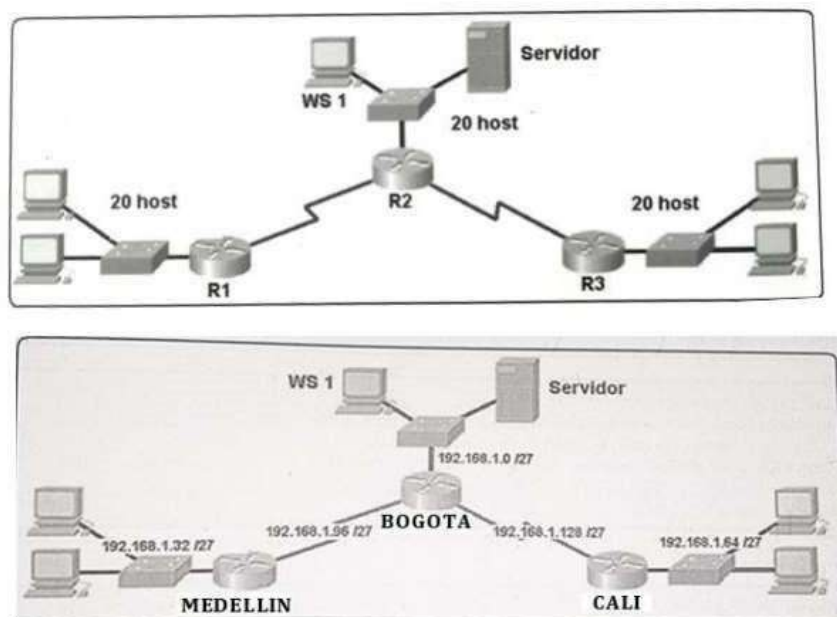 Servidor
WS 1
20 host
R2
20 host
20 host
R1
R3
WS 1
Servidor
192.168.1.0 /27
BOGOTA
192.168.1.96 /27
192.168.1.128 /27
192.168.1.32 /27
192.168.1.64 /27
MEDELLIN
CALI